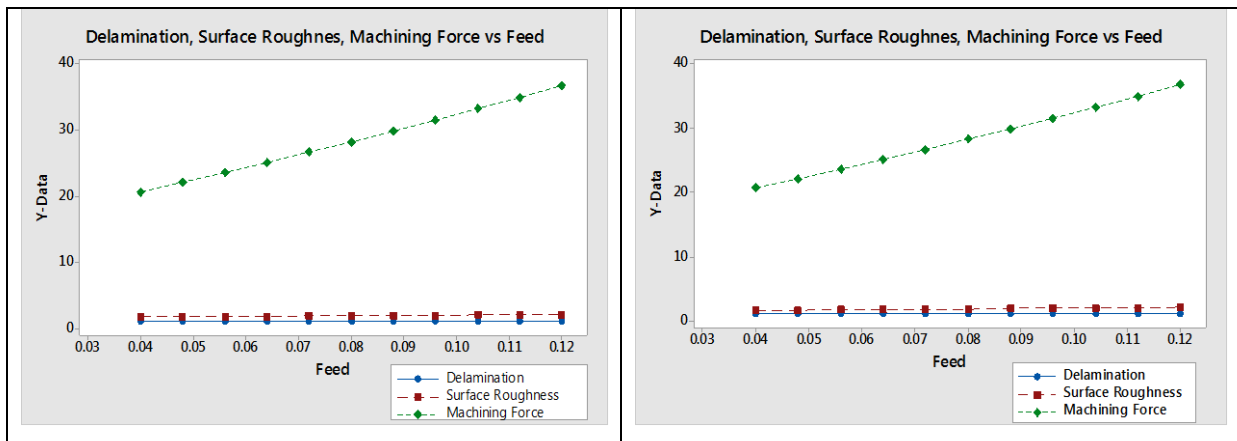 Delamination, Surface Roughnes, Machining Force vs Feed
40
30
20
10
0
Y-Data
0.03 0.04 0.05 0.06 0.07 0.08 0.09 0.10 0.11 0.12
Feed
Delamination
Surface Roughness
Machining Force
Delamination, Surface Roughnes, Machining Force vs Feed
40
30
20
10
0
Y-Data
0.03 0.04 0.05 0.06 0.07 0.08 0.09 0.10 0.11 0.12
Feed
Delamination
Surface Roughness
Machining Force